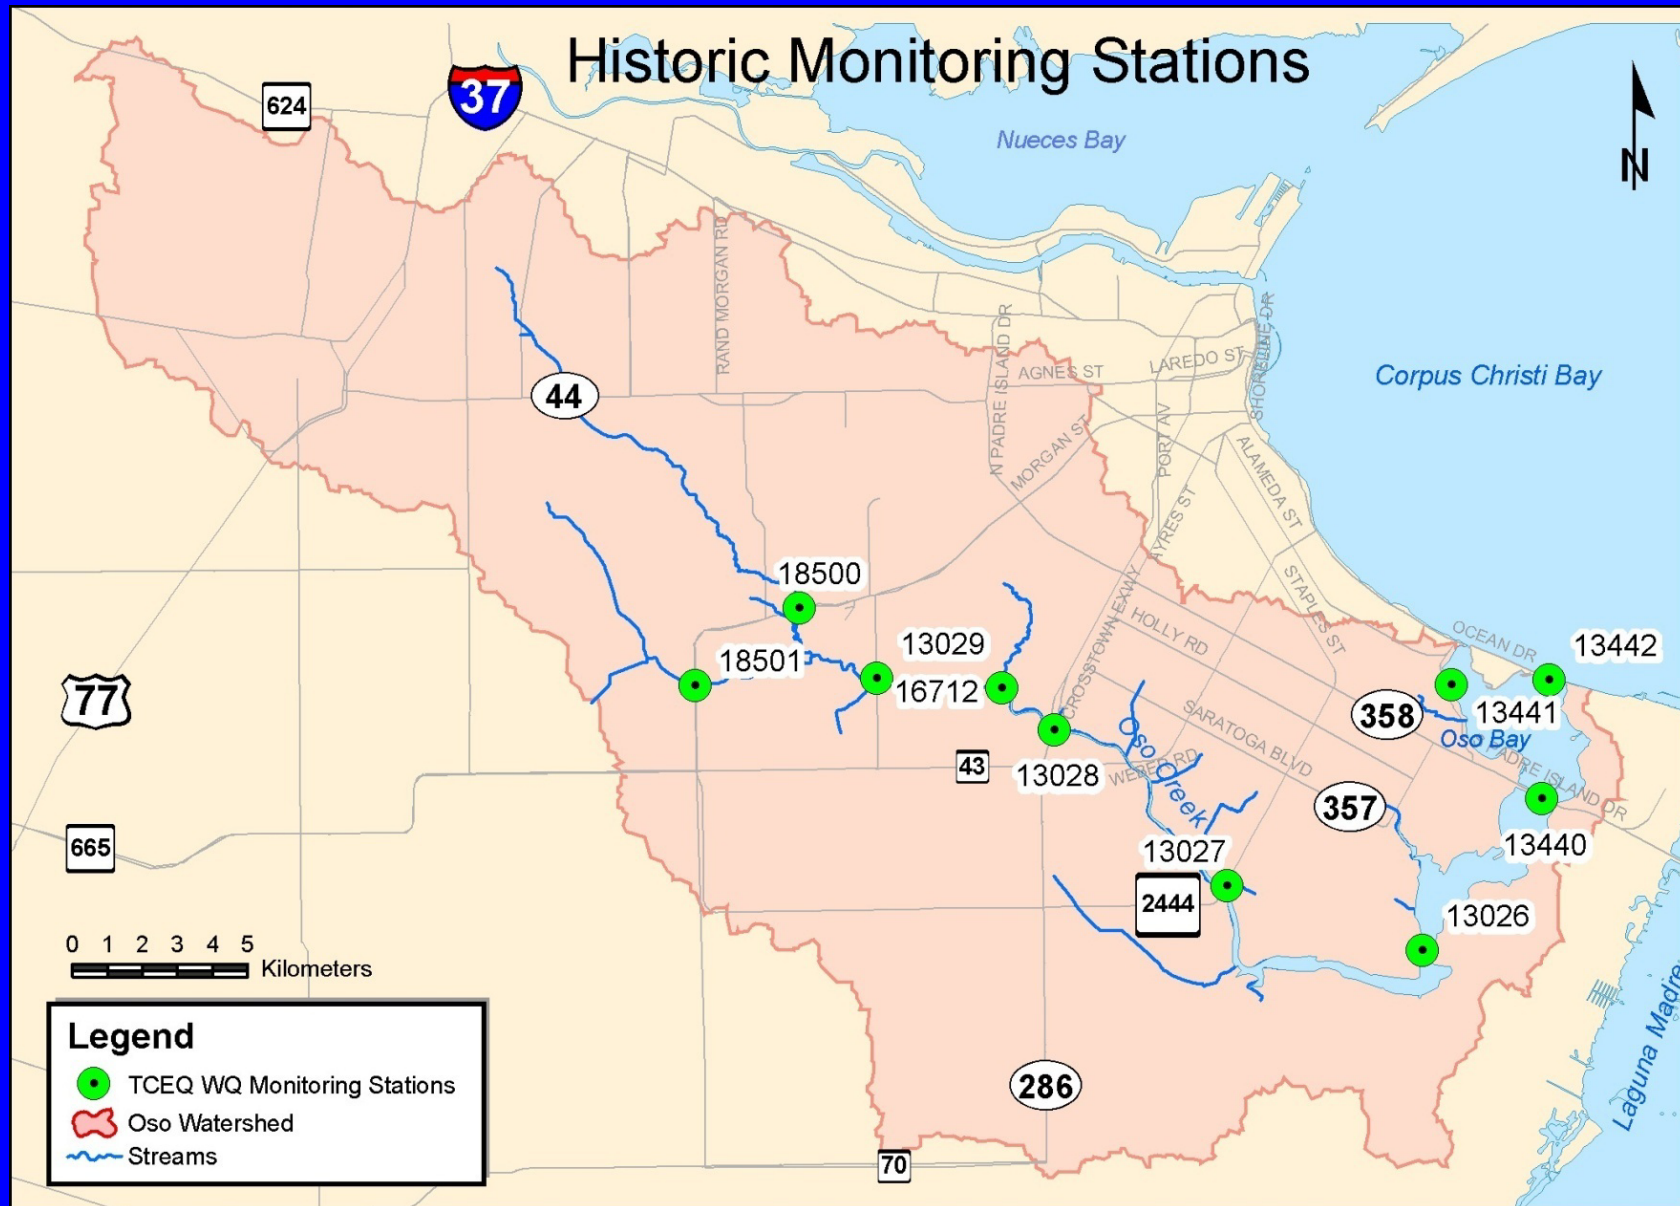 Historic Monitoring Stations
624
37
Nueces Bay
N
RAND MORGAN RD
N PADRE ISLAND DR
SHORELINE DR
AGNES ST
LAREDO ST
Corpus Christi Bay
44
MORGAN ST
PORT AV
ALAMEDA ST
AYRES ST
CROSSTOWN EXWY
STAPLES ST
18500
HOLLY RD
OCEAN DR
13442
13029
18501
16712
77
SARATOGA BLVD
358
13441
Oso Bay
Oso Creek
WEBER RD
43
13028
PADRE ISLAND DR
357
13440
13027
665
2444
13026
0 1 2 3 4 5
Kilometers
Laguna Madre
Legend
TCEQ WQ Monitoring Stations
Oso Watershed
Streams
286
70